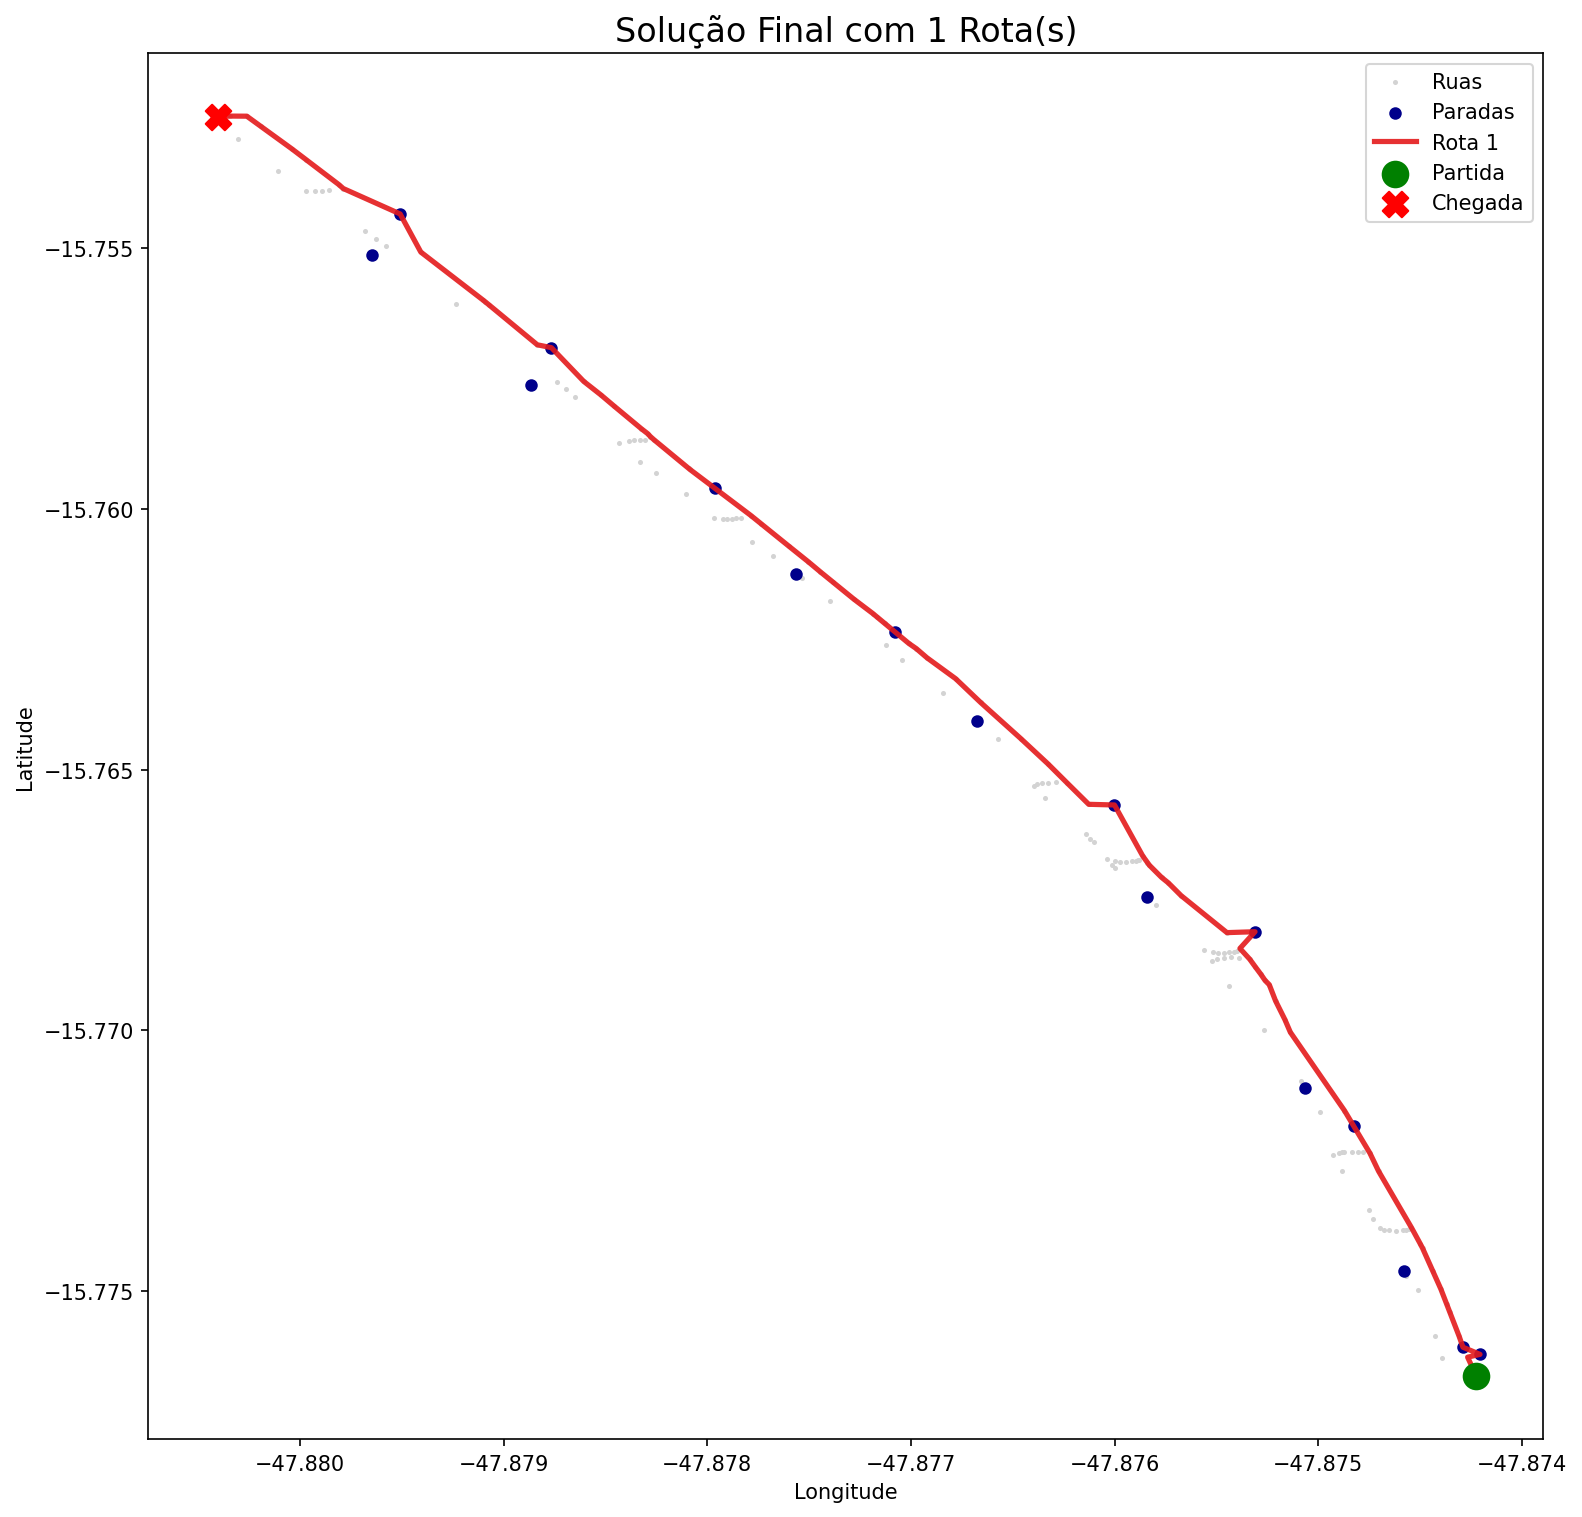 Solução Final com 1 Rota(s)
Ruas
Paradas
Rota 1
Partida
Chegada
−15.755
−15.760
−15.765
−15.770
−15.775
Latitude
−47.880
−47.879
−47.878
−47.877
−47.876
−47.875
−47.874
Longitude